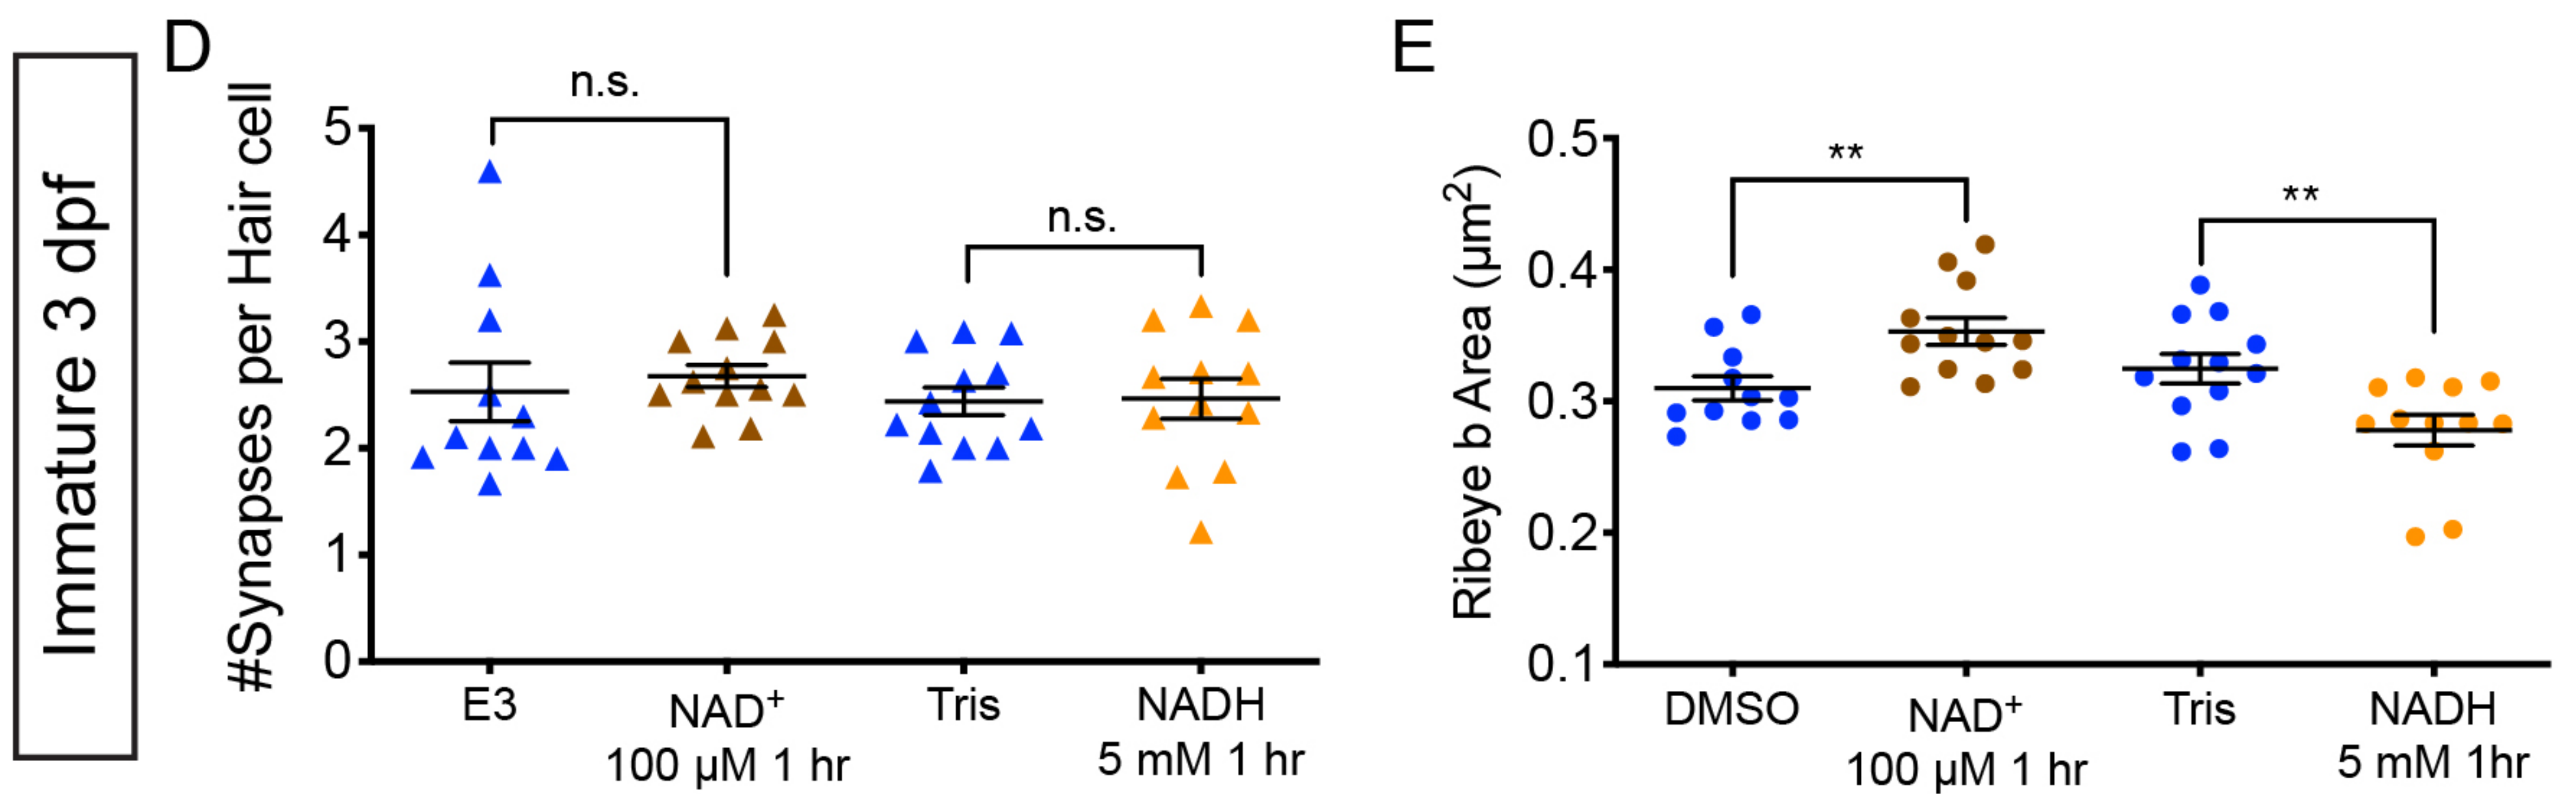 Immature 3 dpf
D
#Synapses per Hair cell
5
4
3
2
1
0
n.s.
n.s.
E3
NAD⁺
100 µM 1 hr
Tris
NADH
5 mM 1 hr
E
Ribeye b Area (µm²)
0.5
0.4
0.3
0.2
0.1
**
**
DMSO
NAD⁺
100 µM 1 hr
Tris
NADH
5 mM 1hr